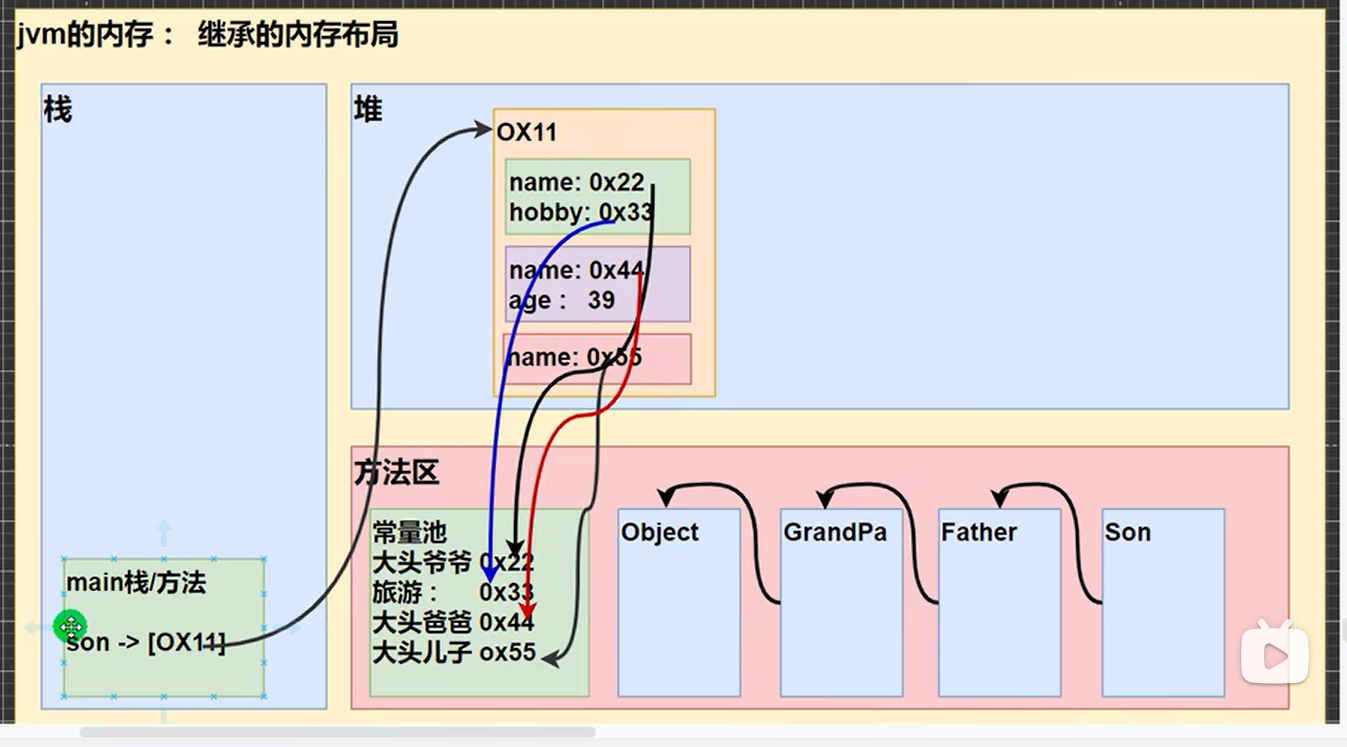 jvm的内存： 继承的内存布局
栈
main栈/方法
son -> [OX11]
堆
OX11
name: 0x22
hobby: 0x33
name: 0x44
age： 39
name: 0x55
方法区
常量池
大头爷爷 0x22
旅游： 0x33
大头爸爸 0x44
大头儿子 ox55
Object
GrandPa
Father
Son